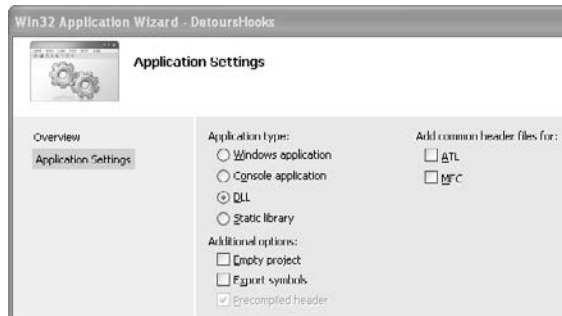 Win32 Application Wizard - DetoursHooks
Application Settings
Overview
Application Settings
Application type:
Windows application
Console application
DLL
Static library
Additional options:
Empty project
Export symbols
Precompiled header
Add common header files for:
ATL
MFC